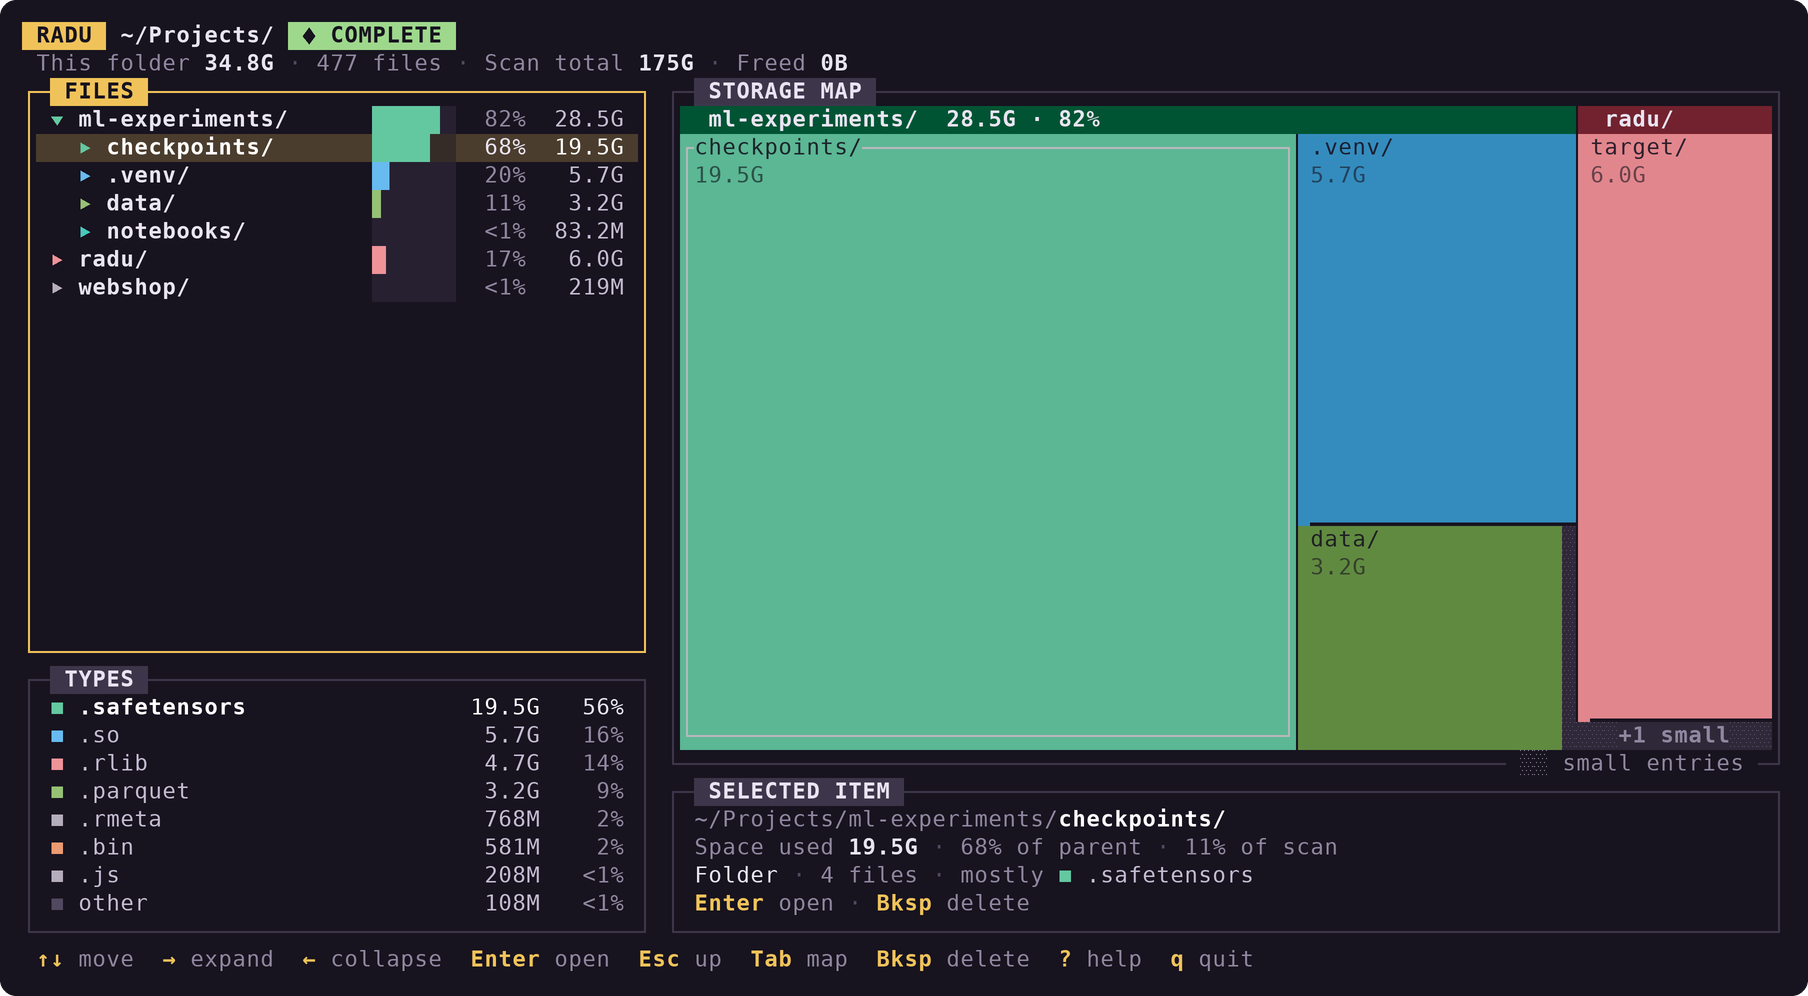 RADU ~/Projects/ ♦ COMPLETE
This folder 34.8G · 477 files · Scan total 175G · Freed 0B
FILES
▼ ml-experiments/ 82% 28.5G
▶ checkpoints/ 68% 19.5G
▶ .venv/ 20% 5.7G
▶ data/ 11% 3.2G
▶ notebooks/ <1% 83.2M
▶ radu/ 17% 6.0G
▶ webshop/ <1% 219M
TYPES
■ .safetensors 19.5G 56%
■ .so 5.7G 16%
■ .rlib 4.7G 14%
■ .parquet 3.2G 9%
■ .rmeta 768M 2%
■ .bin 581M 2%
■ .js 208M <1%
■ other 108M <1%
STORAGE MAP
ml-experiments/ 28.5G · 82%
checkpoints/
19.5G
.venv/
5.7G
data/
3.2G
radu/
target/
6.0G
+1 small
small entries
SELECTED ITEM
~/Projects/ml-experiments/checkpoints/
Space used 19.5G · 68% of parent · 11% of scan
Folder · 4 files · mostly ■ .safetensors
Enter open · Bksp delete
↑↓ move → expand ← collapse Enter open Esc up Tab map Bksp delete ? help q quit